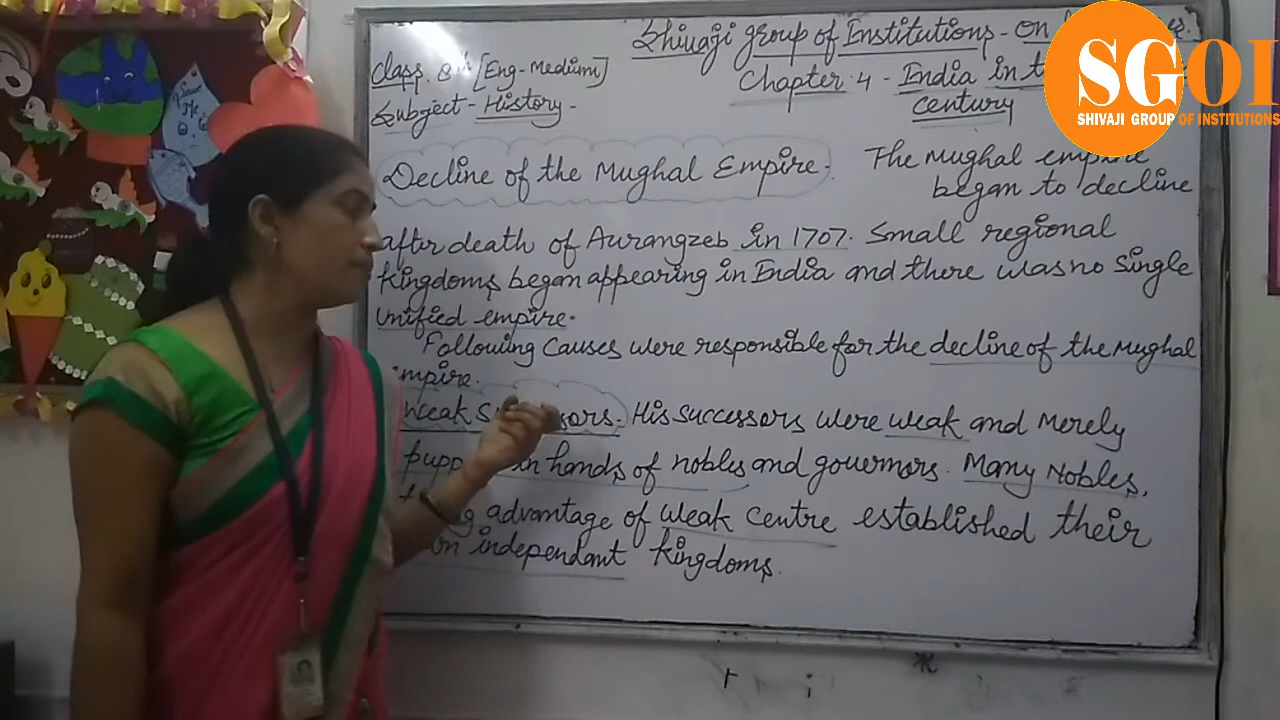 Shivaji group of Institutions - On
Class. 8th [Eng-Medium]
Chapter 4 - India in
century
Subject - History -
SGOI
SHIVAJI GROUP OF INSTITUTIONS
Save Me
Decline of the Mughal Empire: The Mughal empire
began to decline
after death of Aurangzeb in 1707. Small regional
kingdoms began appearing in India and there was no single
unified empire.
Following causes were responsible for the decline of the Mughal
empire.
Weak Successors. His successors were weak and Merely
in hands of nobles and governors. Many Nobles,
advantage of weak centre established their
independant kingdoms.